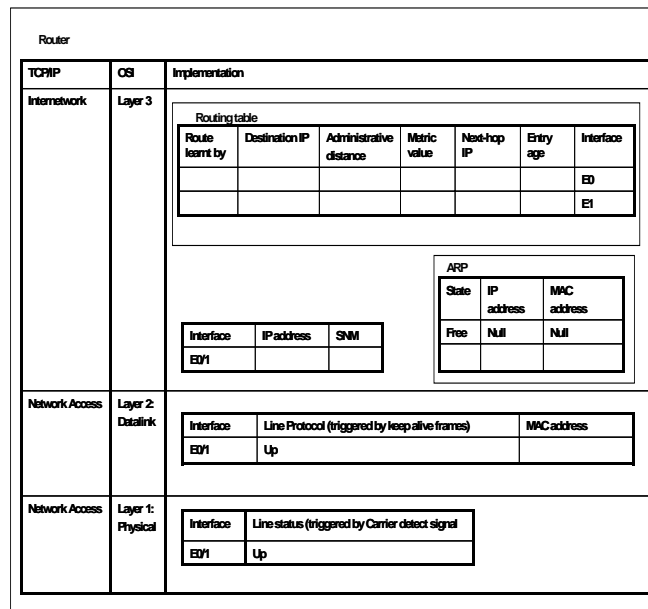 Router
TCP/IP OSI Implementation
Internetwork Layer 3
Routing table
Route learnt by Destination IP Administrative distance Metric value Next-hop IP Entry age Interface
E0
E1
ARP
State IP address MAC address
Free Null Null
Interface IP address SNM
E0/1
Network Access Layer 2: Datalink
Interface Line Protocol (triggered by keep alive frames) MAC address
E0/1 Up
Network Access Layer 1: Physical
Interface Line status (triggered by Carrier detect signal
E0/1 Up